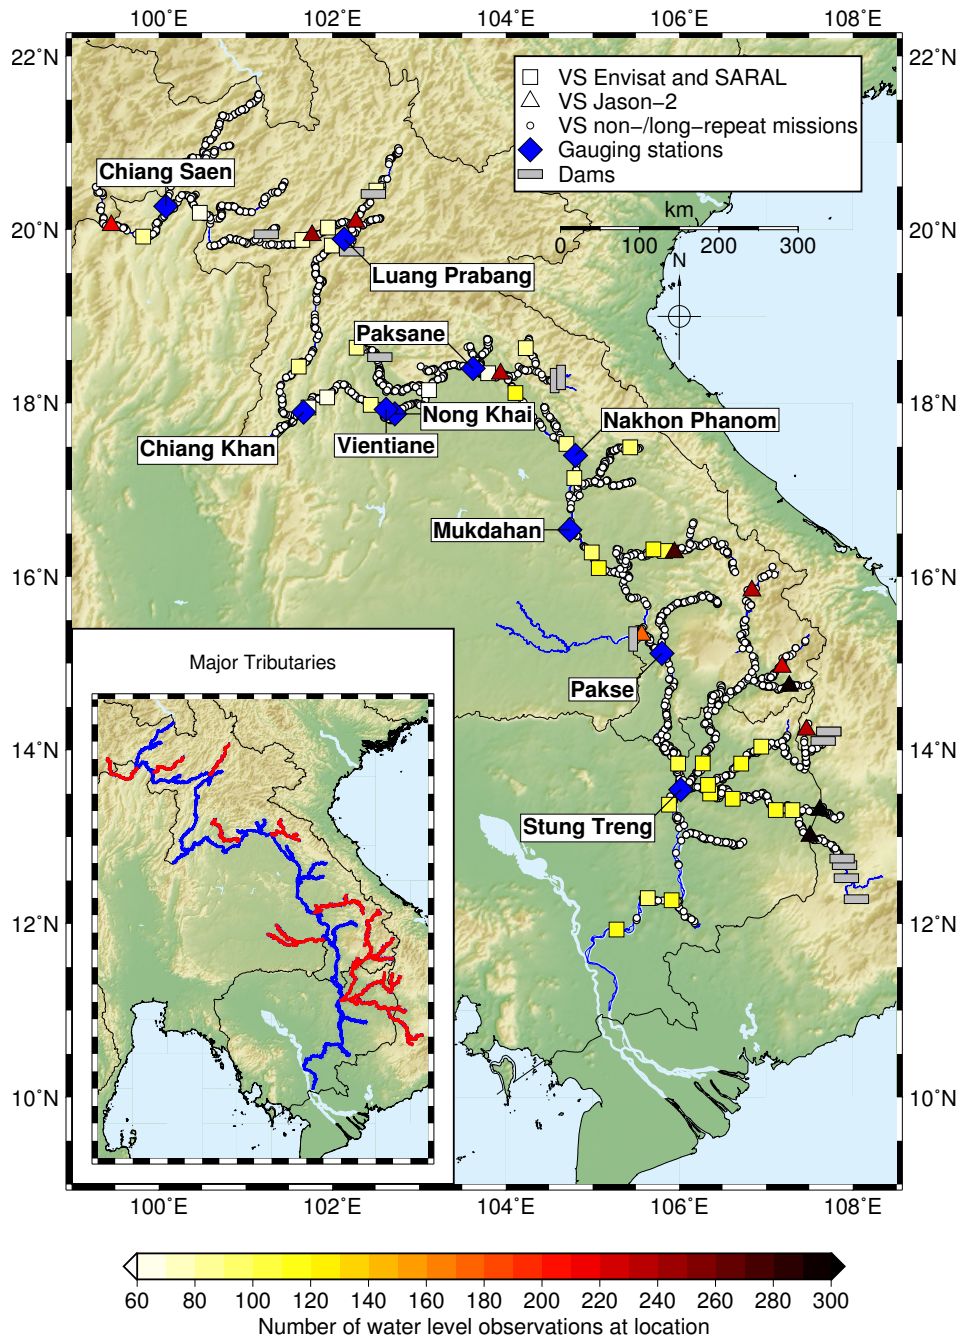 100˚E 102˚E 104˚E 106˚E 108˚E
22˚N 22˚N
VS Envisat and SARAL
VS Jason−2
VS non−/long−repeat missions
Gauging stations
Dams
Chiang Saen
20˚N 20˚N
km
0 50 100 200 300
N
Luang Prabang
Paksane
18˚N 18˚N
Nong Khai
Nakhon Phanom
Chiang Khan
Vientiane
Mukdahan
16˚N 16˚N
Major Tributaries
Pakse
14˚N 14˚N
Stung Treng
12˚N 12˚N
10˚N 10˚N
100˚E 102˚E 104˚E 106˚E 108˚E
60 80 100 120 140 160 180 200 220 240 260 280 300
Number of water level observations at location